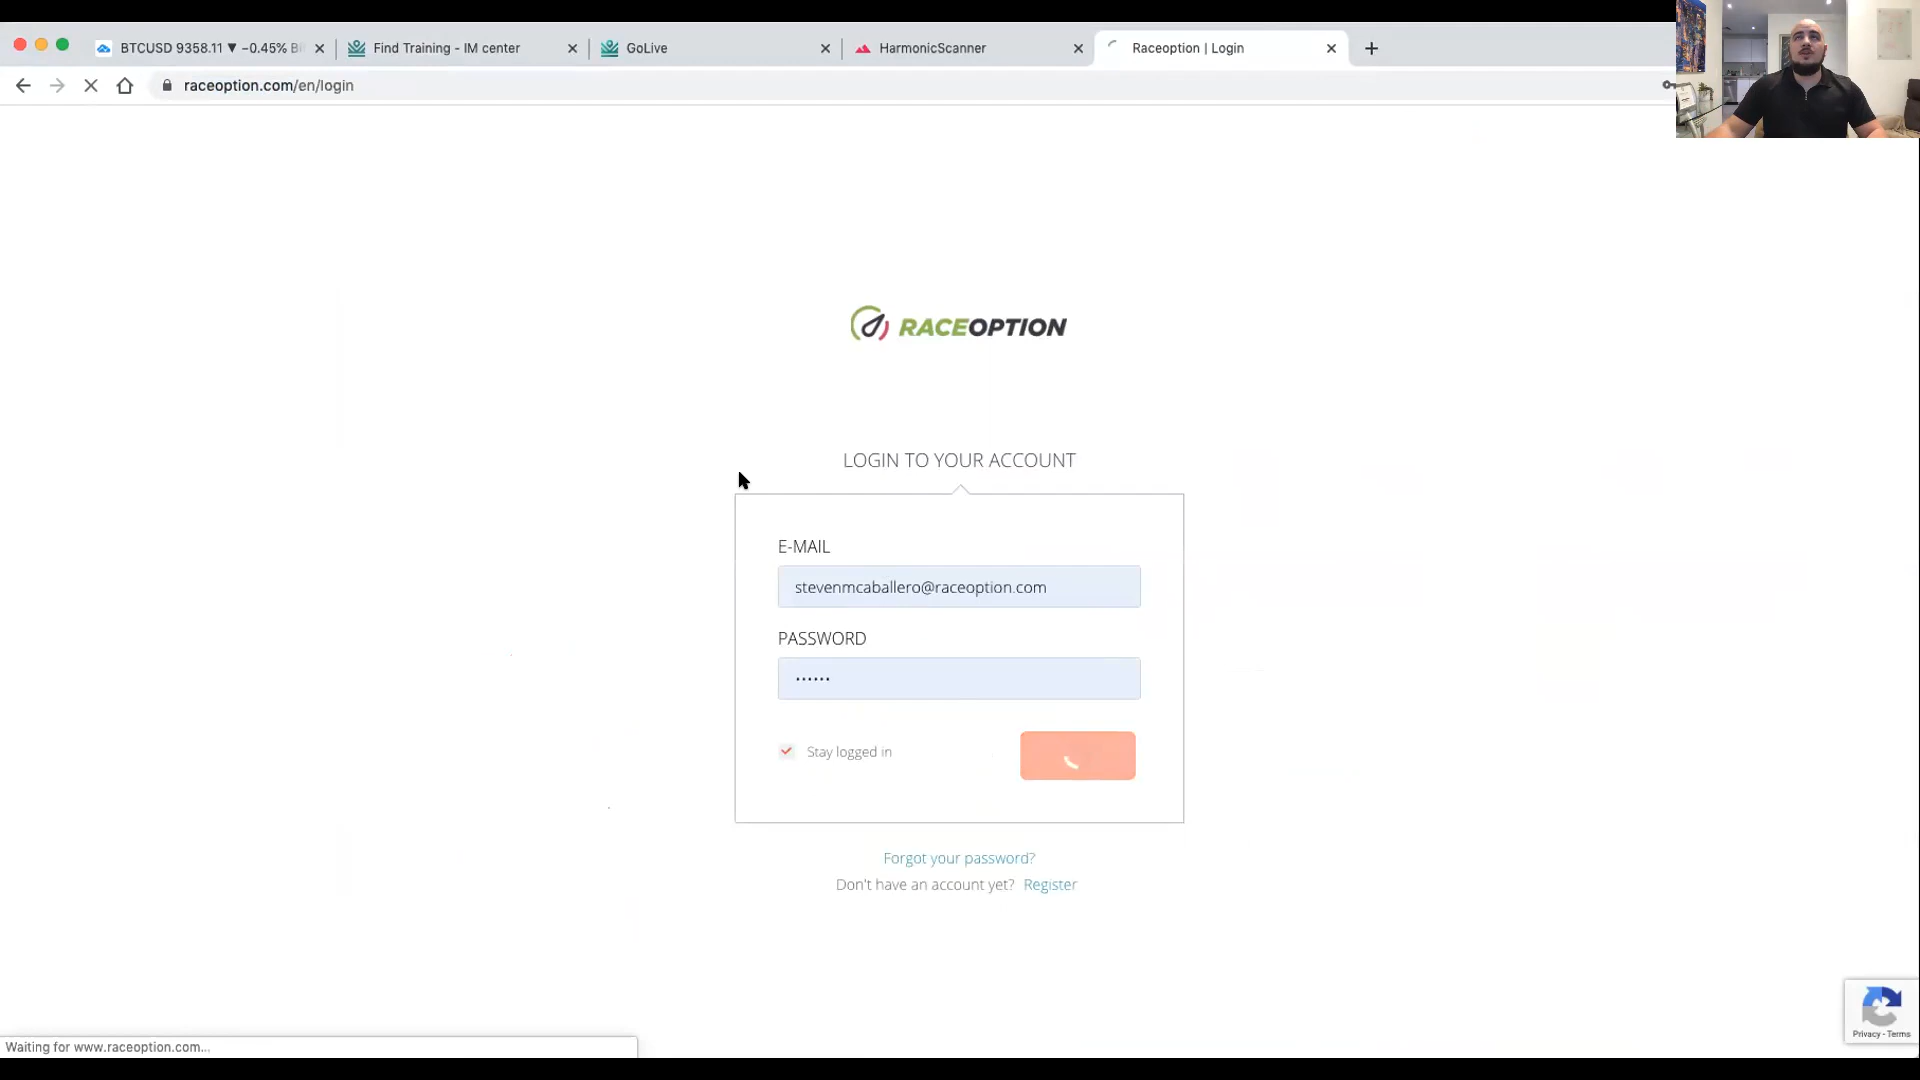 BTCUSD 9358.11 ▼ −0.45%
Find Training - IM center
GoLive
HarmonicScanner
Raceoption | Login
raceoption.com/en/login
RACEOPTION
LOGIN TO YOUR ACCOUNT
E-MAIL
stevenmcaballero@raceoption.com
PASSWORD
Stay logged in
Forgot your password?
Don't have an account yet? Register
Privacy - Terms
Waiting for www.raceoption.com...